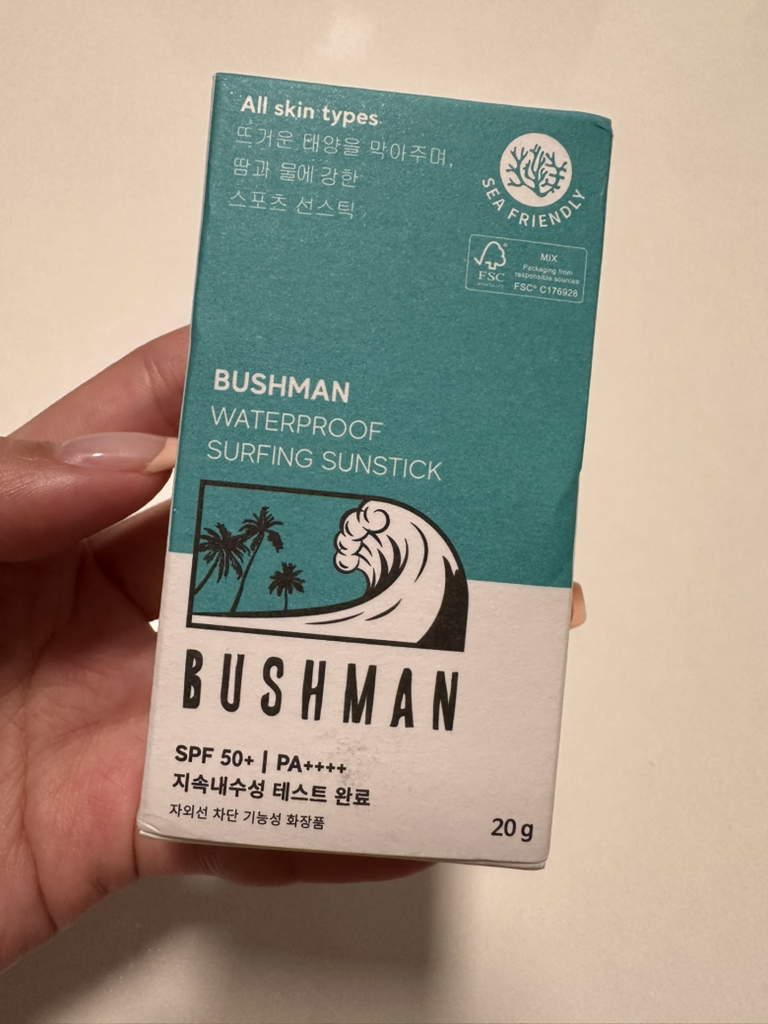 All skin types
뜨거운 태양을 막아주며,
땀과 물에 강한
스포츠 선스틱
SEA FRIENDLY
FSC
MIX
Packaging from
responsible sources
FSC® C176928
BUSHMAN
WATERPROOF
SURFING SUNSTICK
BUSHMAN
SPF 50+ | PA++++
지속내수성 테스트 완료
자외선 차단 기능성 화장품
20 g